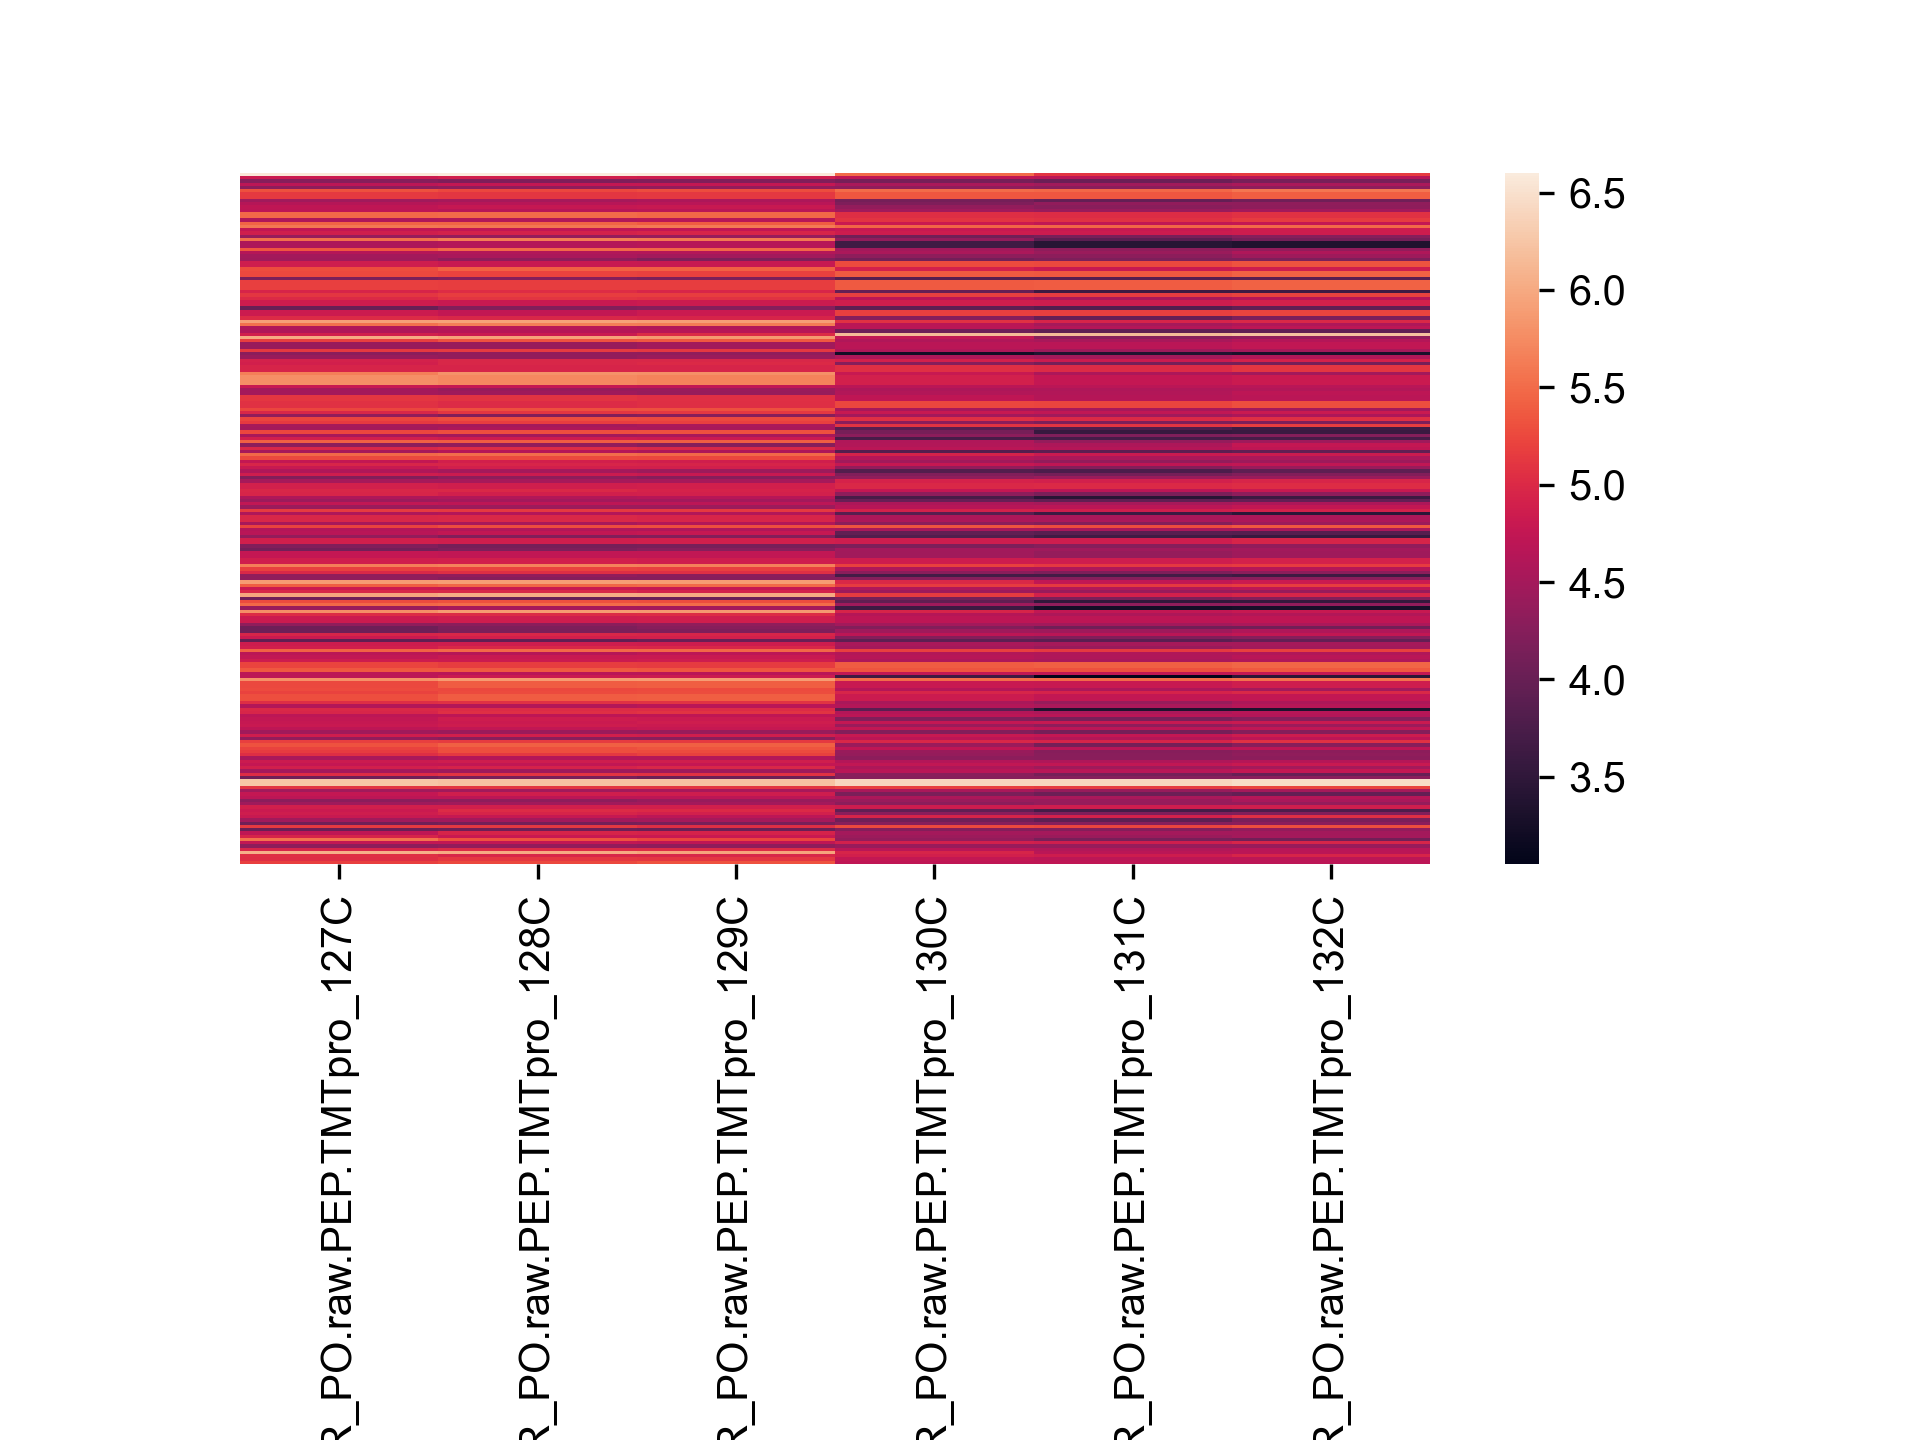 6.5
6.0
5.5
5.0
4.5
4.0
3.5
R_PO.raw.PEP.TMTpro_127C
R_PO.raw.PEP.TMTpro_128C
R_PO.raw.PEP.TMTpro_129C
R_PO.raw.PEP.TMTpro_130C
R_PO.raw.PEP.TMTpro_131C
R_PO.raw.PEP.TMTpro_132C